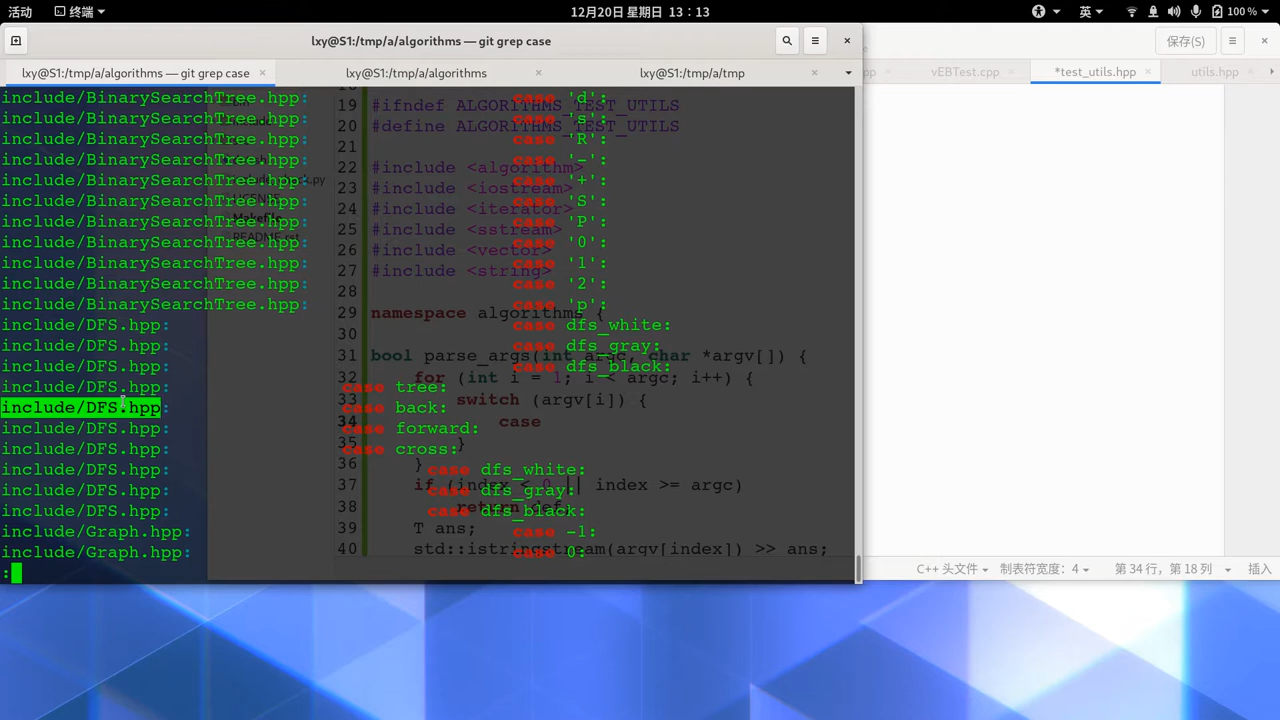 活动 终端 12月20日 星期日 13：13 英 100 %
lxy@S1:/tmp/a/algorithms — git grep case 保存(S)
lxy@S1:/tmp/a/algorithms — git grep case × lxy@S1:/tmp/a/algorithms × lxy@S1:/tmp/a/tmp × vEBTest.cpp × *test_utils.hpp × utils.hpp ×
include/BinarySearchTree.hpp: case 'd':
19 #ifndef ALGORITHMS_TEST_UTILS
include/BinarySearchTree.hpp: case 's':
20 #define ALGORITHMS_TEST_UTILS
include/BinarySearchTree.hpp: case 'R':
21
include/BinarySearchTree.hpp: case '-':
22 #include <algorithm>
include/BinarySearchTree.hpp: case '+':
23 #include <iostream>
include/BinarySearchTree.hpp: case 'S':
24 #include <iterator>
include/BinarySearchTree.hpp: case 'P':
Makefile
25 #include <sstream>
include/BinarySearchTree.hpp: case '0':
README.rst
26 #include <vector>
include/BinarySearchTree.hpp: case '1':
27 #include <string>
include/BinarySearchTree.hpp: case '2':
28
include/BinarySearchTree.hpp: case 'p':
29 namespace algorithms {
include/DFS.hpp: case dfs_white:
30
include/DFS.hpp: case dfs_gray:
31 bool parse_args(int argc, char *argv[]) {
include/DFS.hpp: case dfs_black:
32 for (int i = 1; i < argc; i++) {
include/DFS.hpp: case tree:
33 switch (argv[i]) {
include/DFS.hpp: case back:
34 case
include/DFS.hpp: case forward:
35 }
include/DFS.hpp: case cross:
36 }
include/DFS.hpp: case dfs_white:
37 if (index < 0 || index >= argc)
include/DFS.hpp: case dfs_gray:
38 return def;
include/DFS.hpp: case dfs_black:
39 T ans;
include/Graph.hpp: case -1:
40 std::istringstream(argv[index]) >> ans;
include/Graph.hpp: case 0:
:
C++ 头文件 制表符宽度：4 第 34 行，第 18 列 插入